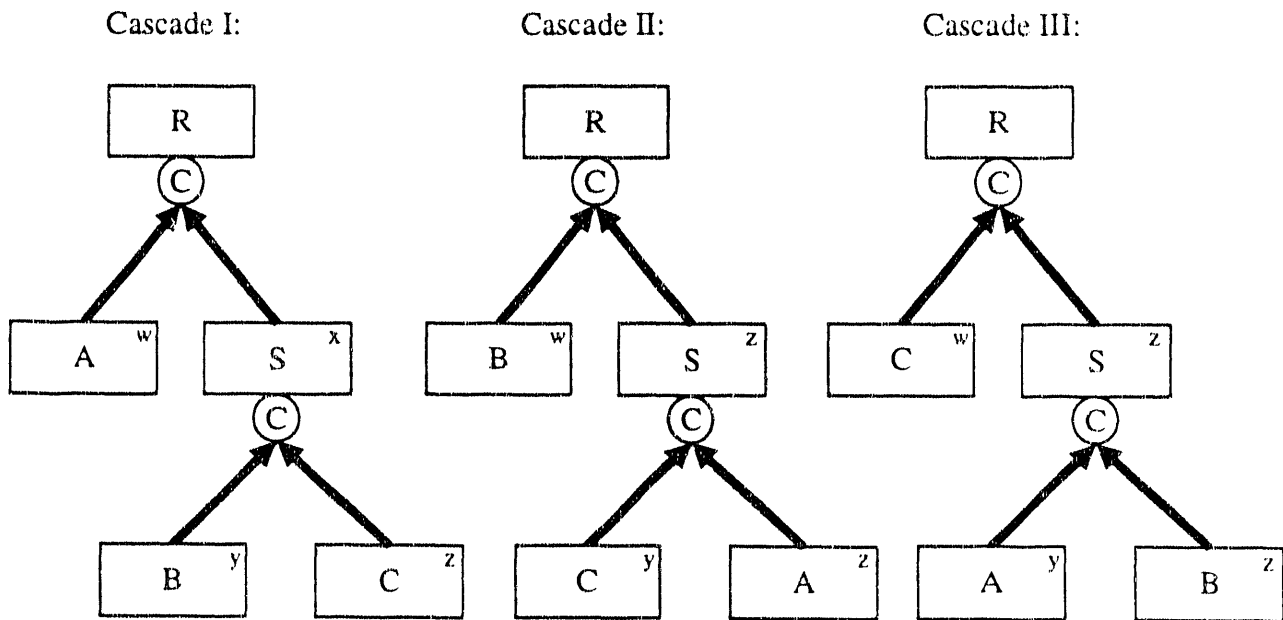 Cascade I: Cascade II: Cascade III:
R R R
C C C
A w S x B w S z C w S z
C C C
B y C z C y A z A y B z